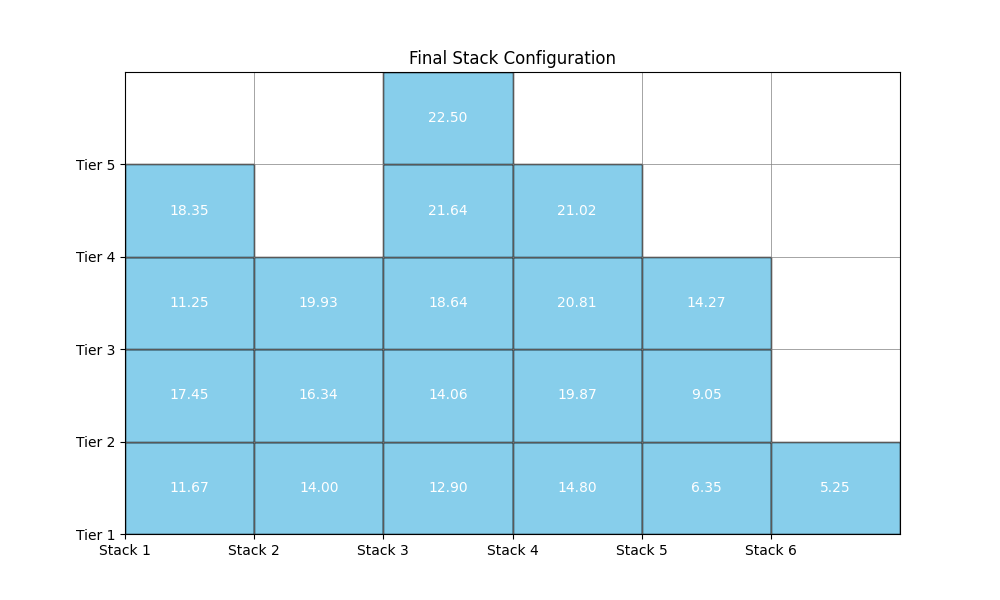 Final Stack Configuration
22.50
Tier 5
18.35 21.64 21.02
Tier 4
11.25 19.93 18.64 20.81 14.27
Tier 3
17.45 16.34 14.06 19.87 9.05
Tier 2
11.67 14.00 12.90 14.80 6.35 5.25
Tier 1
Stack 1 Stack 2 Stack 3 Stack 4 Stack 5 Stack 6